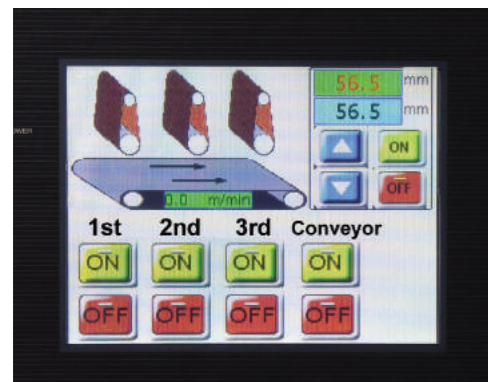 56.5 mm
56.5 mm
OWER
ON
OFF
0.0 m/min
1st 2nd 3rd Conveyor
ON ON ON ON
OFF OFF OFF OFF